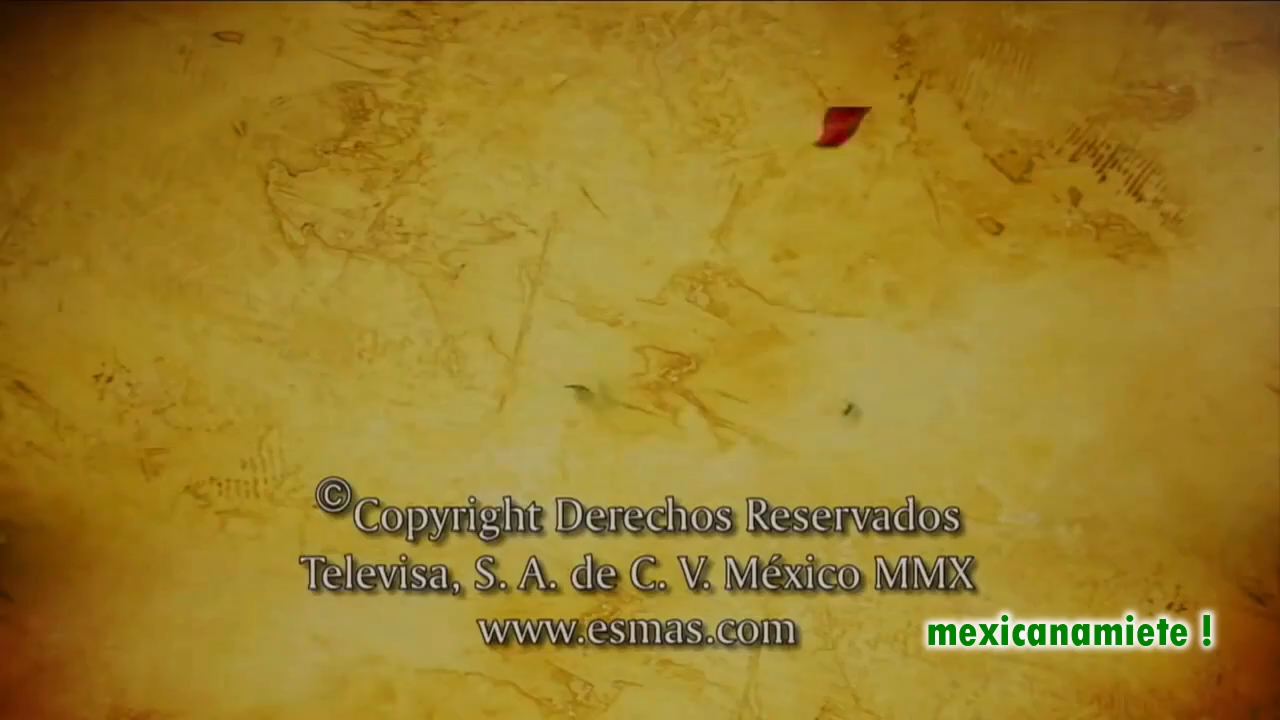 ©Copyright Derechos Reservados
Televisa, S. A. de C. V. México MMX
www.esmas.com
mexicanamiete !